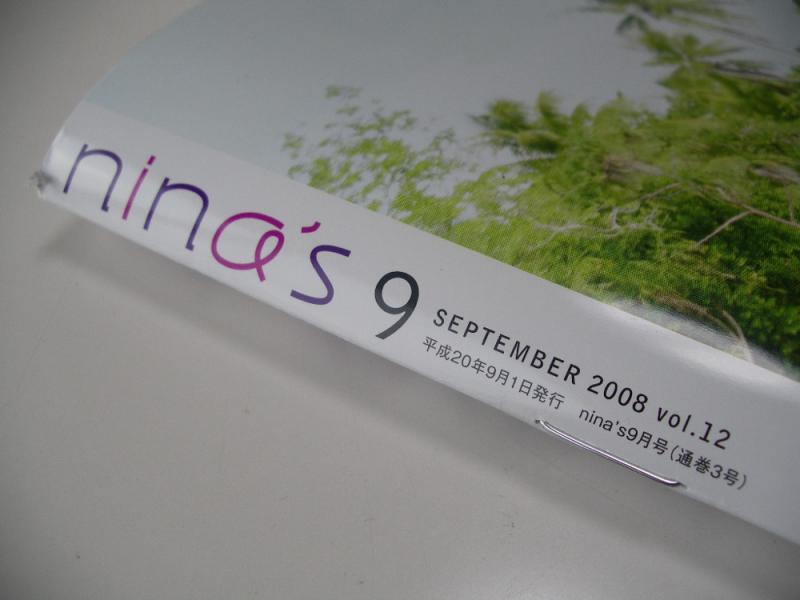 nina's 9 SEPTEMBER 2008 vol.12
平成20年9月1日発行 nina's9月号(通巻3号)